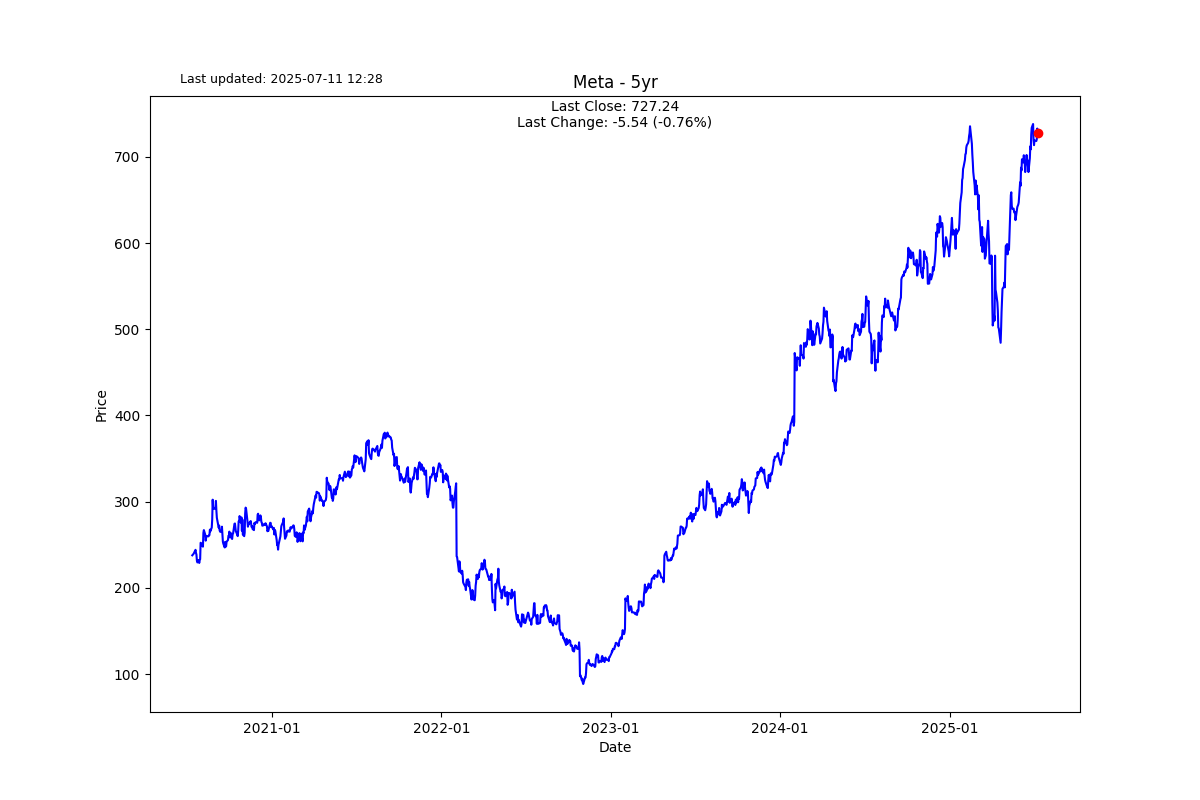 Last updated: 2025-07-11 12:28
Meta - 5yr
Last Close: 727.24
Last Change: -5.54 (-0.76%)
700
600
500
400
300
200
100
Price
2021-01
2022-01
2023-01
2024-01
2025-01
Date